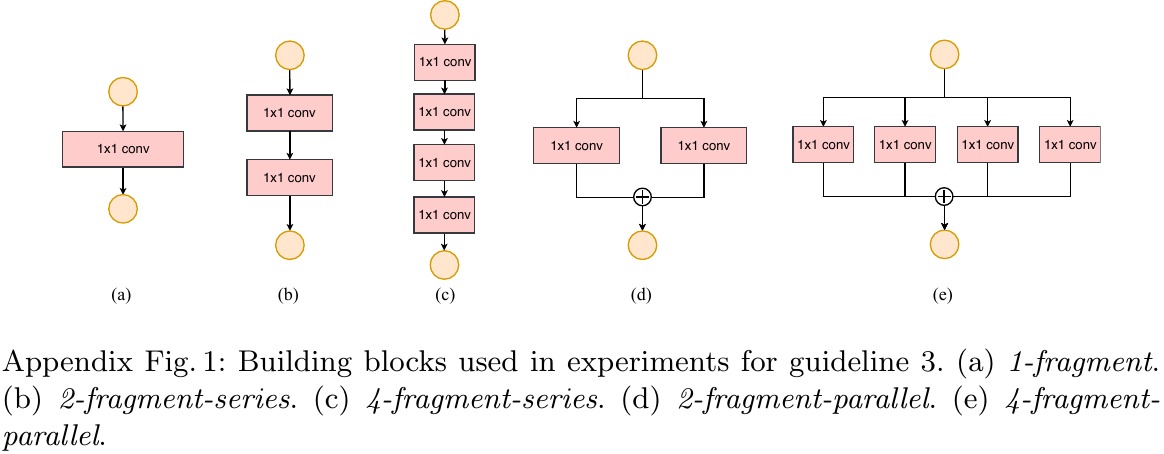 1x1 conv
1x1 conv
1x1 conv
1x1 conv
1x1 conv
1x1 conv
1x1 conv
1x1 conv
1x1 conv
1x1 conv
1x1 conv
1x1 conv
1x1 conv
(a)
(b)
(c)
(d)
(e)
Appendix Fig. 1: Building blocks used in experiments for guideline 3. (a) 1-fragment.
(b) 2-fragment-series. (c) 4-fragment-series. (d) 2-fragment-parallel. (e) 4-fragment-
parallel.